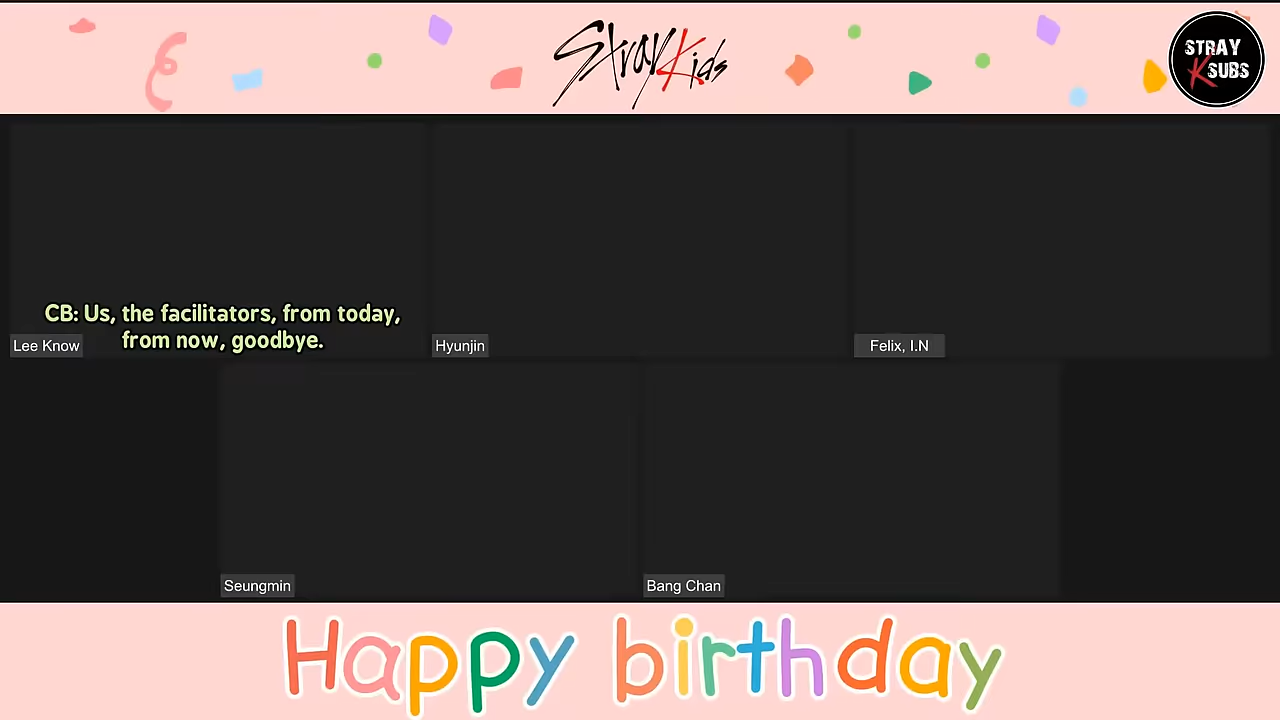 Stray Kids
STRAY
KSUBS
CB: Us, the facilitators, from today,
from now, goodbye.
Lee Know
Hyunjin
Felix, I.N
Seungmin
Bang Chan
Happy birthday